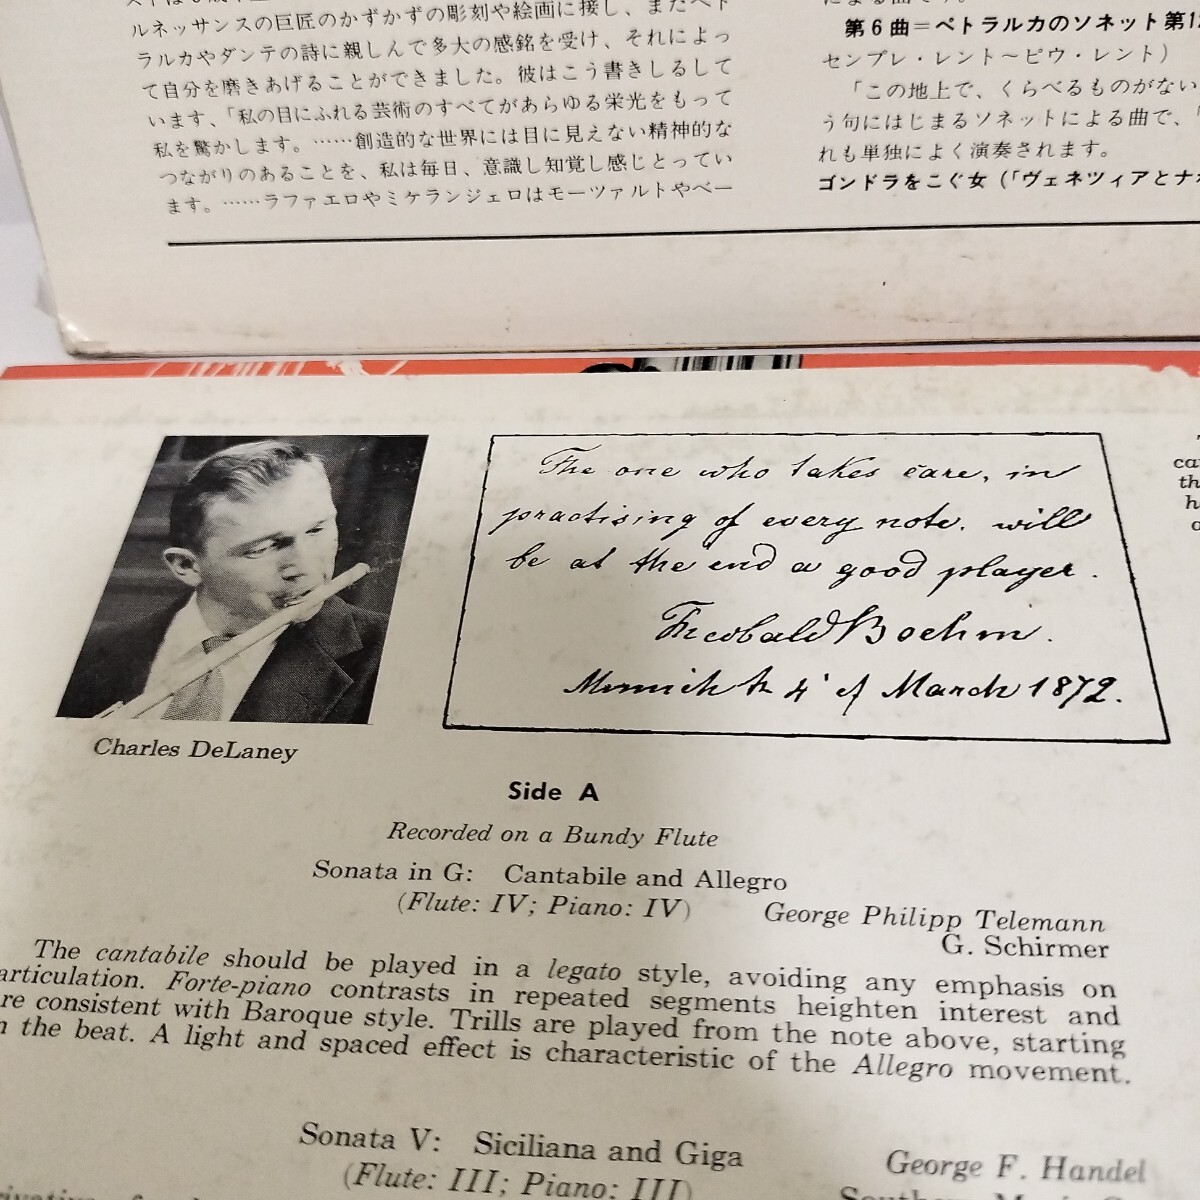 ルネッサンスの巨匠のかずかずの彫刻や絵画に接し、またペト
ラルカやダンテの詩に親しんで多大の感銘を受け、それによっ
て自分を磨きあげることができました。彼はこう書きしるして
います、「私の目にふれる芸術のすべてがあらゆる栄光をもって
私を驚かします。……創造的な世界には目に見えない精神的な
つながりのあることを、私は毎日、意識し知覚し感じとってい
ます。……ラファエロやミケランジェロはモーツァルトやベー
第6曲=ペトラルカのソネット第12
センプレ・レント〜ピウ・レント）
「この地上で、くらべるものがない
う句にはじまるソネットによる曲で、「
れも単独によく演奏されます。
ゴンドラをこぐ女（「ヴェネツィアとナポ
The one who takes care, in
practising of every note, will
be at the end a good player.
Theobald Boehm.
Munich th 4' of March 1872.
Charles DeLaney
Side A
Recorded on a Bundy Flute
Sonata in G: Cantabile and Allegro
(Flute: IV; Piano: IV) George Philipp Telemann
G. Schirmer
The cantabile should be played in a legato style, avoiding any emphasis on
articulation. Forte-piano contrasts in repeated segments heighten interest and
re consistent with Baroque style. Trills are played from the note above, starting
n the beat. A light and spaced effect is characteristic of the Allegro movement.
Sonata V: Siciliana and Giga
(Flute: III; Piano: III) George F. Handel